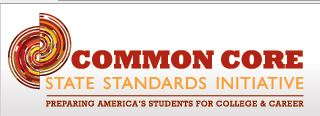 COMMON CORE
STATE STANDARDS INITIATIVE
PREPARING AMERICA'S STUDENTS FOR COLLEGE & CAREER